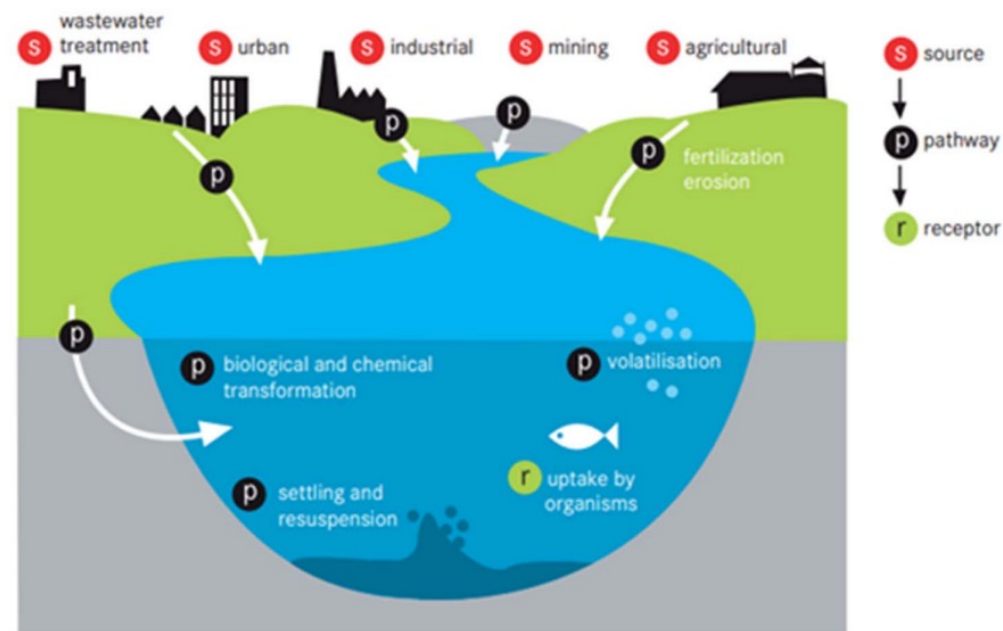 S wastewater
treatment
S urban
S industrial
S mining
S agricultural
S source
p pathway
r receptor
p
p
p
p fertilization
erosion
p
p biological and chemical
transformation
p volatilisation
p settling and
resuspension
r uptake by
organisms